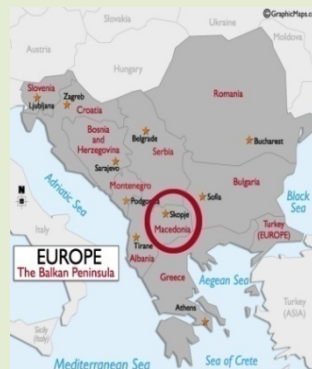 ©GraphicMaps.com
Slovakia
Ukraine
Moldova
Austria
Hungary
Slovenia
Ljubljana
Zagreb
Croatia
Romania
Bosnia
and
Herzegovina
Belgrade
Bucharest
Sarajevo
Serbia
Montenegro
Podgorica
Bulgaria
Sofia
Black
Sea
Adriatic Sea
N
S
Italy
Skopje
Macedonia
Tirane
Albania
Turkey
(EUROPE)
EUROPE
The Balkan Peninsula
Greece
Aegean Sea
Turkey
(ASIA)
Athens
Sicily
(Italy)
Mediterranean Sea
Sea of Crete